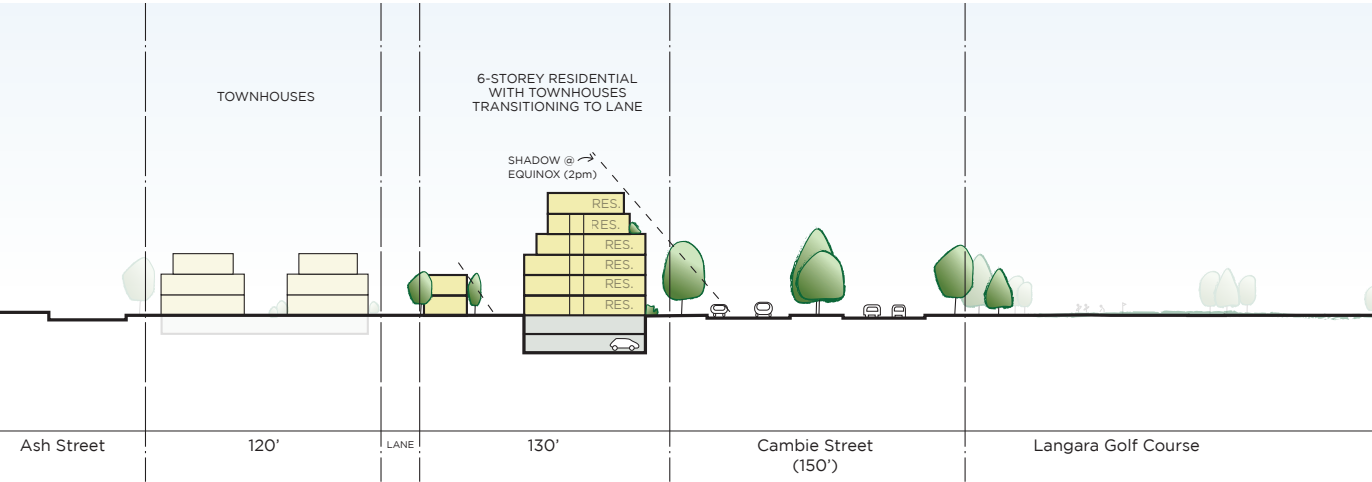 TOWNHOUSES
6-STOREY RESIDENTIAL
WITH TOWNHOUSES
TRANSITIONING TO LANE
SHADOW @
EQUINOX (2pm)
RES.
RES.
RES.
RES.
RES.
RES.
Ash Street
120’
LANE
130’
Cambie Street
(150’)
Langara Golf Course